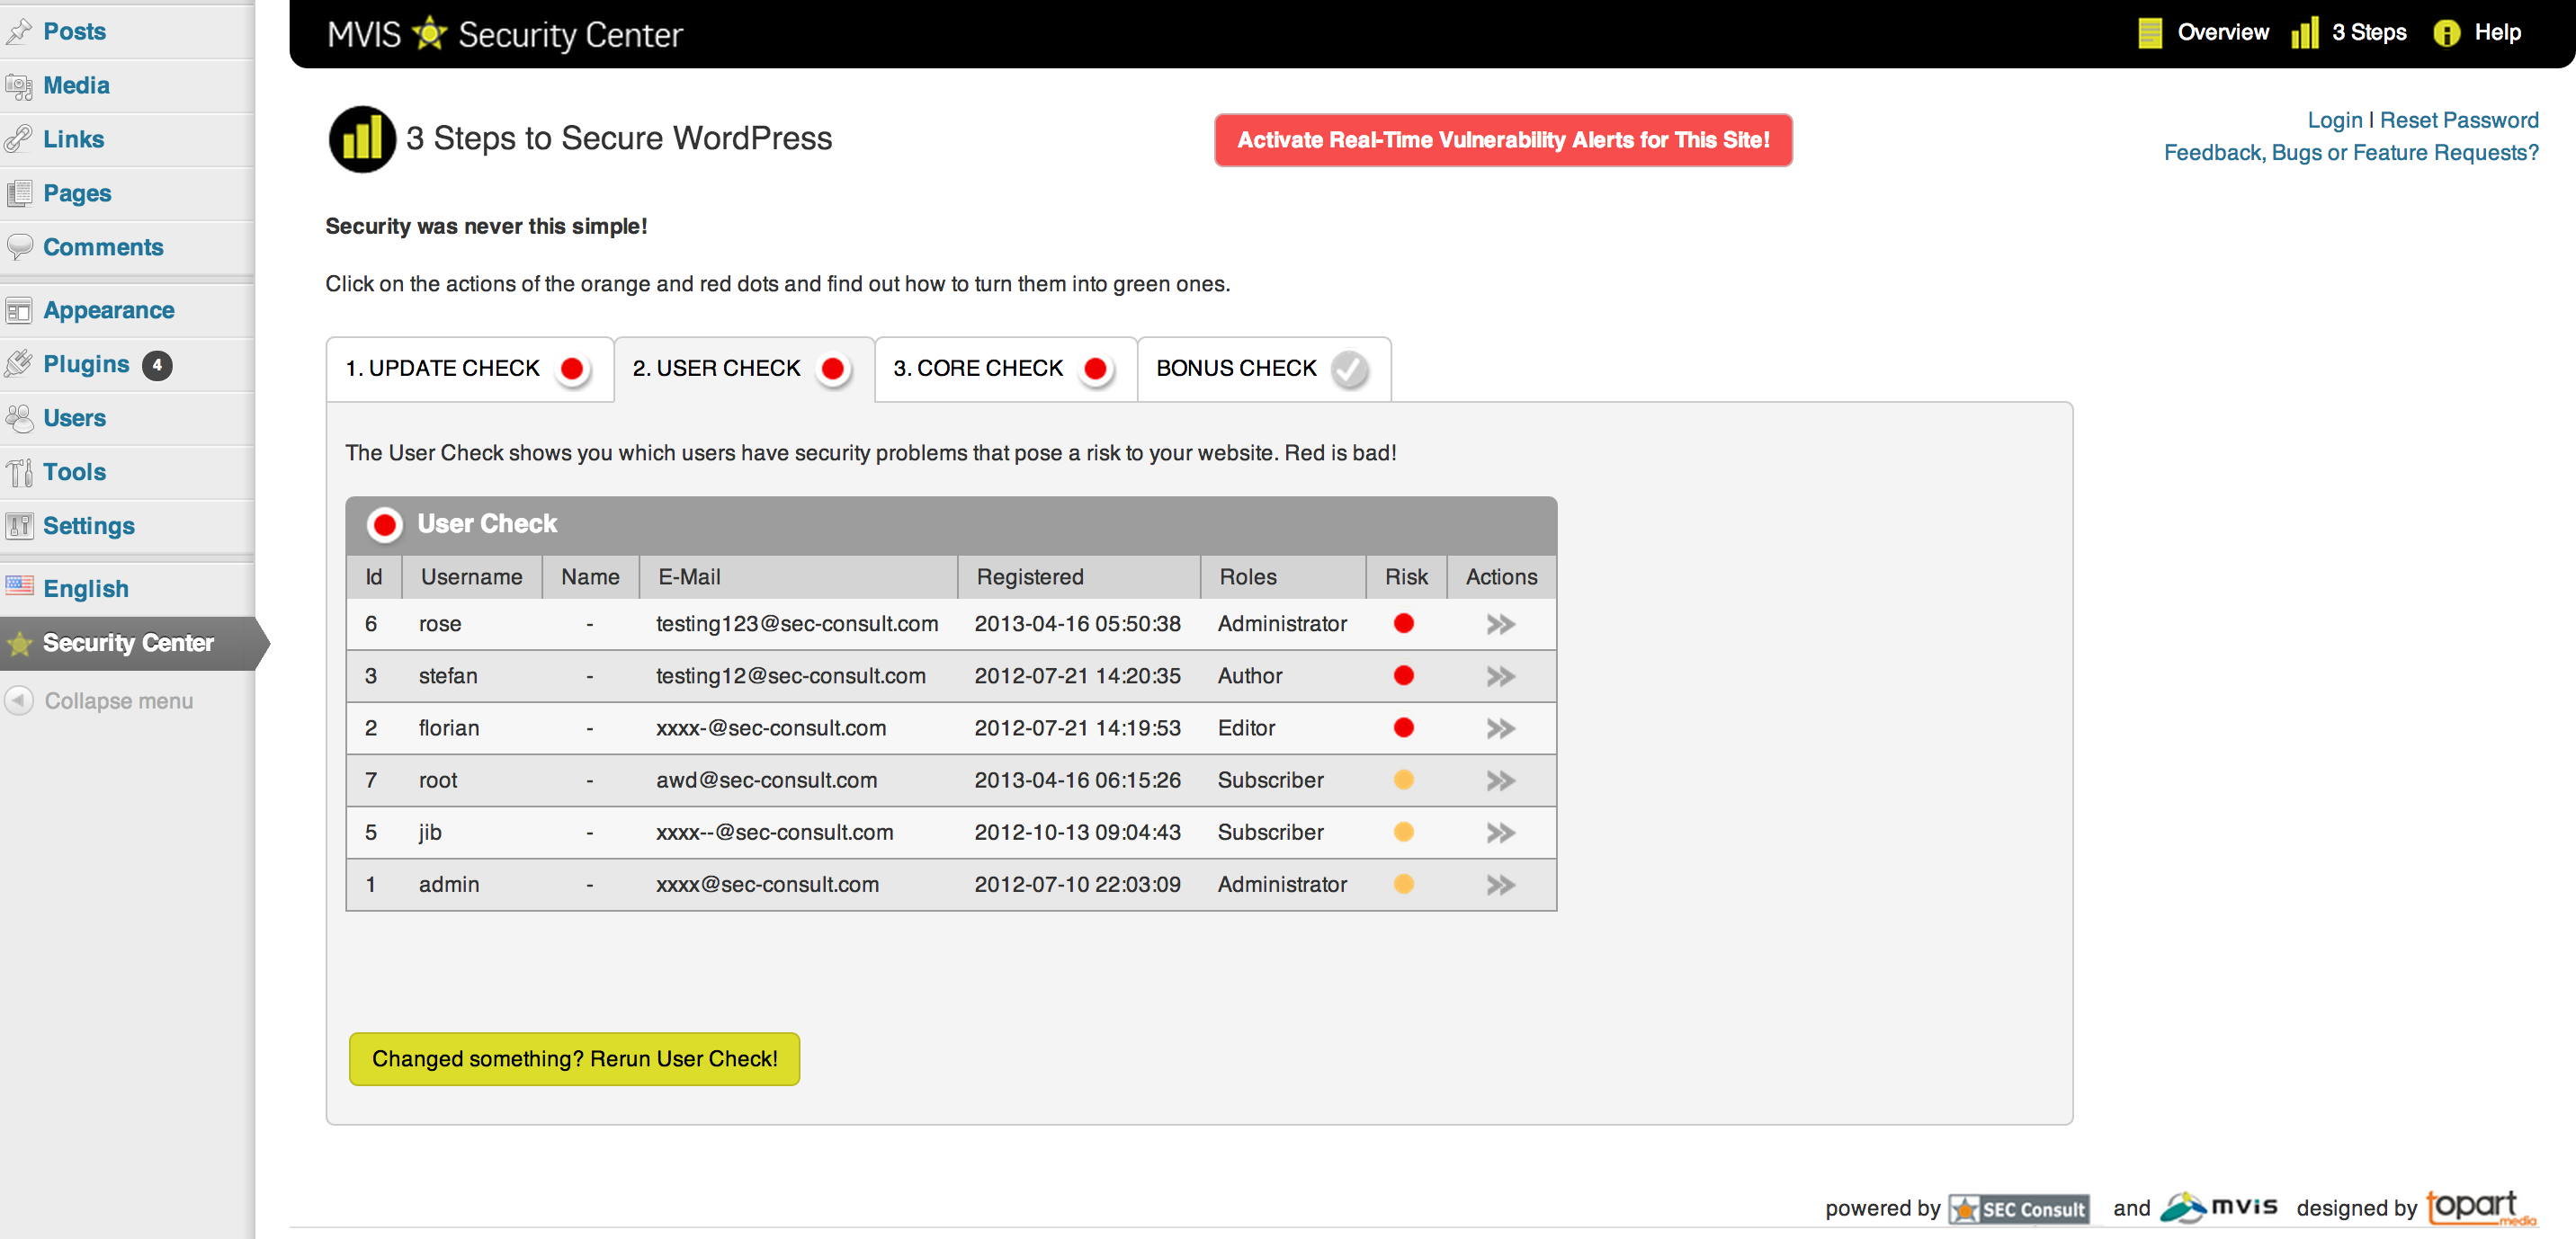 Posts
Media
Links
Pages
Comments
Appearance
Plugins 4
Users
Tools
Settings
English
Security Center
Collapse menu
MVIS Security Center
Overview 3 Steps Help
3 Steps to Secure WordPress
Activate Real-Time Vulnerability Alerts for This Site!
Login | Reset Password
Feedback, Bugs or Feature Requests?
Security was never this simple!
Click on the actions of the orange and red dots and find out how to turn them into green ones.
1. UPDATE CHECK 2. USER CHECK 3. CORE CHECK BONUS CHECK
The User Check shows you which users have security problems that pose a risk to your website. Red is bad!
User Check
Id Username Name E-Mail Registered Roles Risk Actions
6 rose - testing123@sec-consult.com 2013-04-16 05:50:38 Administrator
3 stefan - testing12@sec-consult.com 2012-07-21 14:20:35 Author
2 florian - xxxx-@sec-consult.com 2012-07-21 14:19:53 Editor
7 root - awd@sec-consult.com 2013-04-16 06:15:26 Subscriber
5 jib - xxxx--@sec-consult.com 2012-10-13 09:04:43 Subscriber
1 admin - xxxx@sec-consult.com 2012-07-10 22:03:09 Administrator
Changed something? Rerun User Check!
powered by SEC Consult and mvis designed by topart media